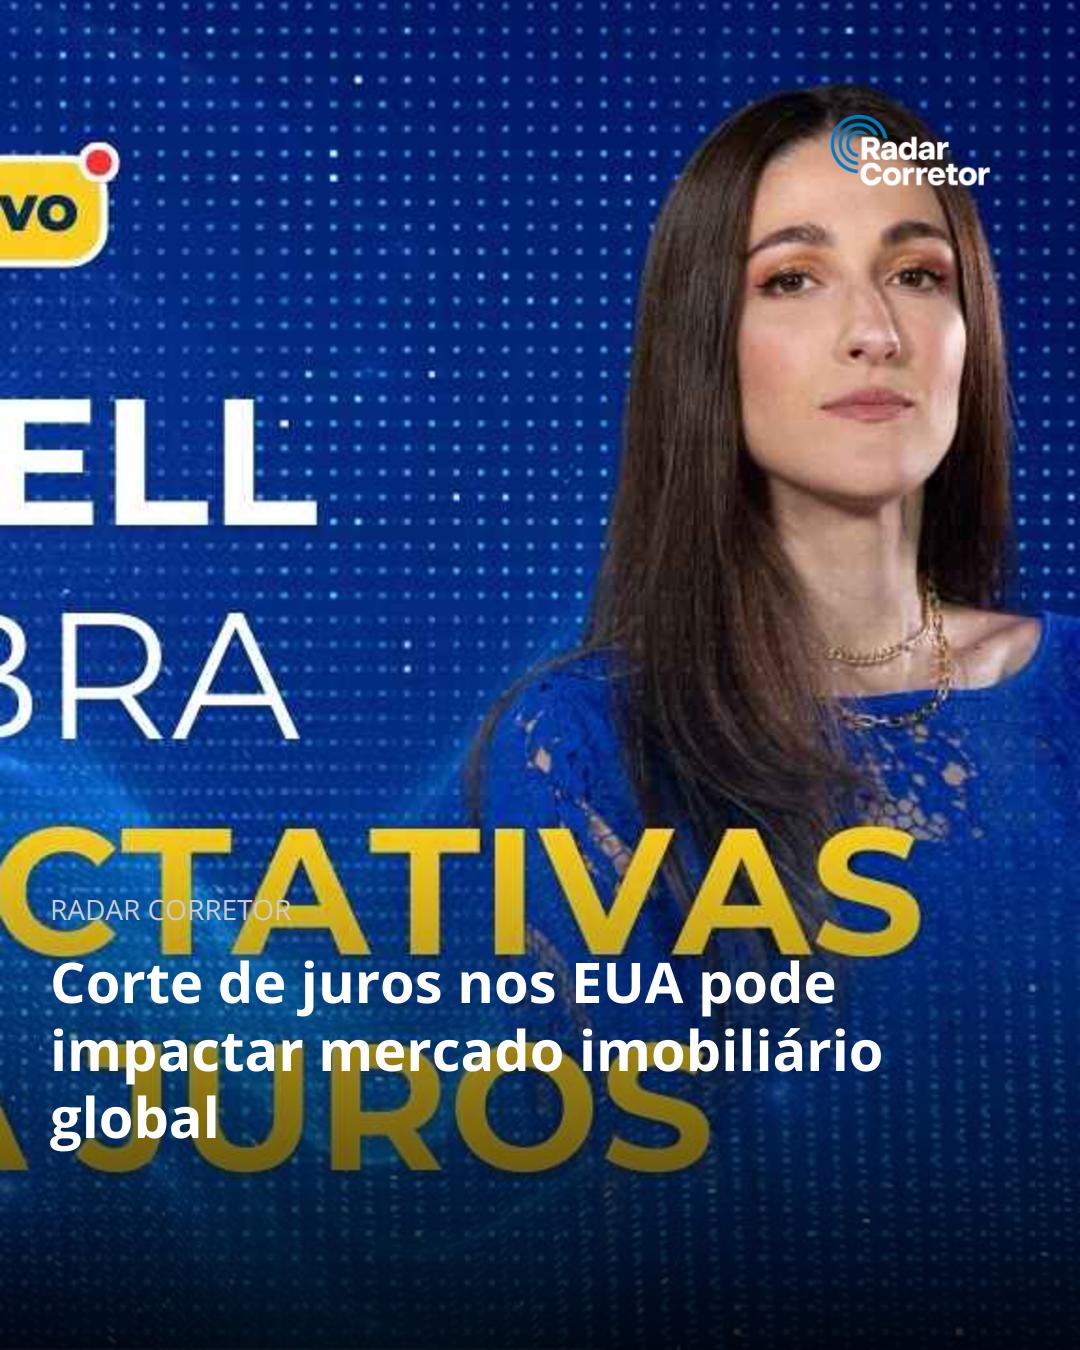 Radar
Corretor
VO
ELL
BRA
CTATIVAS
RADAR CORRETOR
Corte de juros nos EUA pode
impactar mercado imobiliário
global
A JUROS